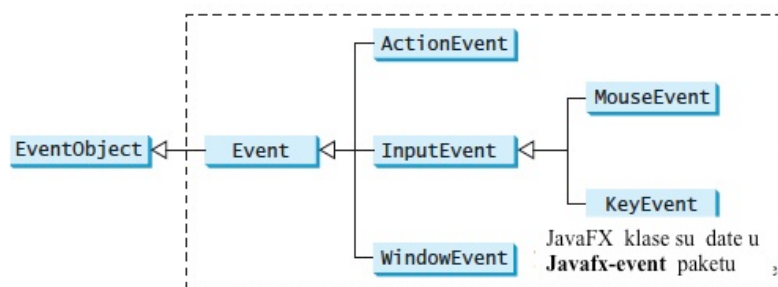 ActionEvent
MouseEvent
EventObject
Event
InputEvent
KeyEvent
JavaFX klase su date u
WindowEvent
Javafx-event paketu